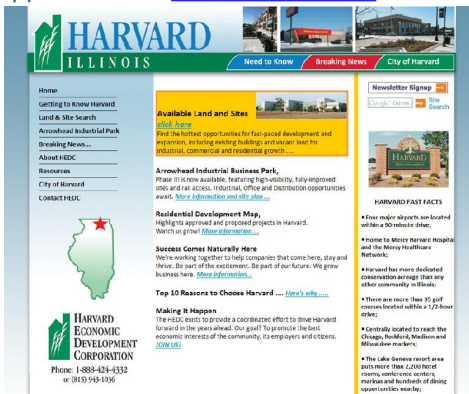 HARVARD
ILLINOIS
Need to Know
Breaking News
City of Harvard
Home
Getting to Know Harvard
Land & Site Search
Arrowhead Industrial Park
Breaking News...
About HEDC
Resources
City of Harvard
Contact HEDC
HARVARD
ECONOMIC
DEVELOPMENT
CORPORATION
Phone: 1-888-424-4332
or (815) 943-1056
Available Land and Sites
click here
Find the hottest opportunities for fast-paced development and
expansion, including existing buildings and vacant land for
industrial, commercial and residential growth ....
Arrowhead Industrial Business Park,
Phase III is now available, featuring high-visibility, fully-improved
sites and rail access. Industrial, Office and Distribution opportunities
await. More information and site plan ...
Residential Development Map,
Highlights approved and proposed projects in Harvard.
Watch us grow! More information ...
Success Comes Naturally Here
We're working together to help companies that come here, stay and
thrive. Be part of the excitement. Be part of our future. We grow
business here. More information...
Top 10 Reasons to Choose Harvard .... Here's why .....
Making It Happen
The HEDC exists to provide a coordinated effort to drive Harvard
forward in the years ahead. Our goal? To promote the best
economic interests of the community, its employers and citizens.
JOIN US!
Newsletter Signup
Google
Site
Search
HARVARD
HARVARD FAST FACTS
• Four major airports are located
within a 90-minute drive;
• Home to Mercy Harvard Hospital
and the Mercy Healthcare
Network;
• Harvard has more dedicated
conservation acreage than any
other community in Illinois;
• There are more than 35 golf
courses located within a 1/2-hour
drive;
• Centrally located to reach the
Chicago, Rockford, Madison and
Milwaukee markets;
• The Lake Geneva resort area
puts more than 2,200 hotel
rooms, conference centers,
marinas and hundreds of dining
opportunities nearby;